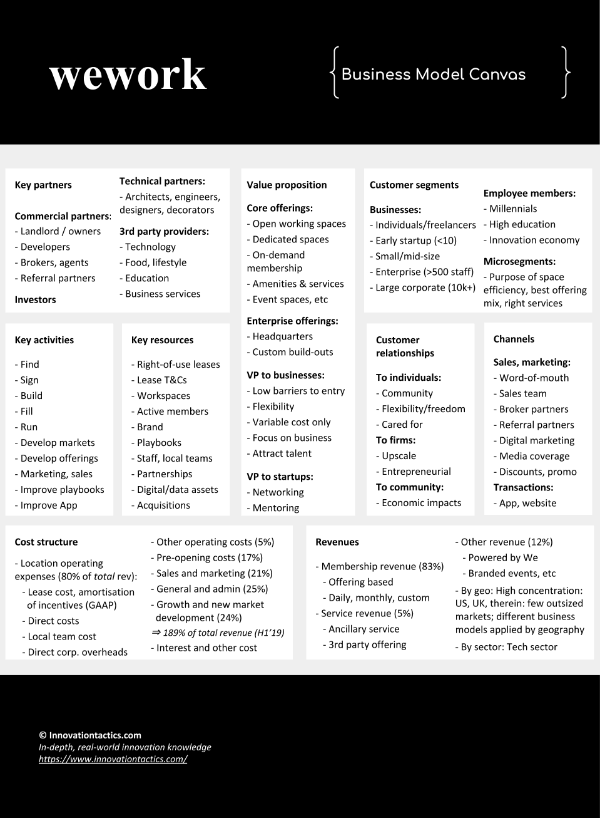 wework
Business Model Canvas
Key partners
Commercial partners:
- Landlord / owners
- Developers
- Brokers, agents
- Referral partners
Investors
Technical partners:
- Architects, engineers,
designers, decorators
3rd party providers:
- Technology
- Food, lifestyle
- Education
- Business services
Value proposition
Core offerings:
- Open working spaces
- Dedicated spaces
- On-demand
membership
- Amenities & services
- Event spaces, etc
Enterprise offerings:
- Headquarters
- Custom build-outs
VP to businesses:
- Low barriers to entry
- Flexibility
- Variable cost only
- Focus on business
- Attract talent
VP to startups:
- Networking
- Mentoring
Customer segments
Businesses:
- Individuals/freelancers
- Early startup (<10)
- Small/mid-size
- Enterprise (>500 staff)
- Large corporate (10k+)
Employee members:
- Millennials
- High education
- Innovation economy
Microsegments:
- Purpose of space
efficiency, best offering
mix, right services
Key activities
- Find
- Sign
- Build
- Fill
- Run
- Develop markets
- Develop offerings
- Marketing, sales
- Improve playbooks
- Improve App
Key resources
- Right-of-use leases
- Lease T&Cs
- Workspaces
- Active members
- Brand
- Playbooks
- Staff, local teams
- Partnerships
- Digital/data assets
- Acquisitions
Customer
relationships
To individuals:
- Community
- Flexibility/freedom
- Cared for
To firms:
- Upscale
- Entrepreneurial
To community:
- Economic impacts
Channels
Sales, marketing:
- Word-of-mouth
- Sales team
- Broker partners
- Referral partners
- Digital marketing
- Media coverage
- Discounts, promo
Transactions:
- App, website
Cost structure
- Location operating
expenses (80% of total rev):
- Lease cost, amortisation
of incentives (GAAP)
- Direct costs
- Local team cost
- Direct corp. overheads
- Other operating costs (5%)
- Pre-opening costs (17%)
- Sales and marketing (21%)
- General and admin (25%)
- Growth and new market
development (24%)
⇒ 189% of total revenue (H1'19)
- Interest and other cost
Revenues
- Membership revenue (83%)
- Offering based
- Daily, monthly, custom
- Service revenue (5%)
- Ancillary service
- 3rd party offering
- Other revenue (12%)
- Powered by We
- Branded events, etc
- By geo: High concentration:
US, UK, therein: few outsized
markets; different business
models applied by geography
- By sector: Tech sector
© Innovationtactics.com
In-depth, real-world innovation knowledge
https://www.innovationtactics.com/